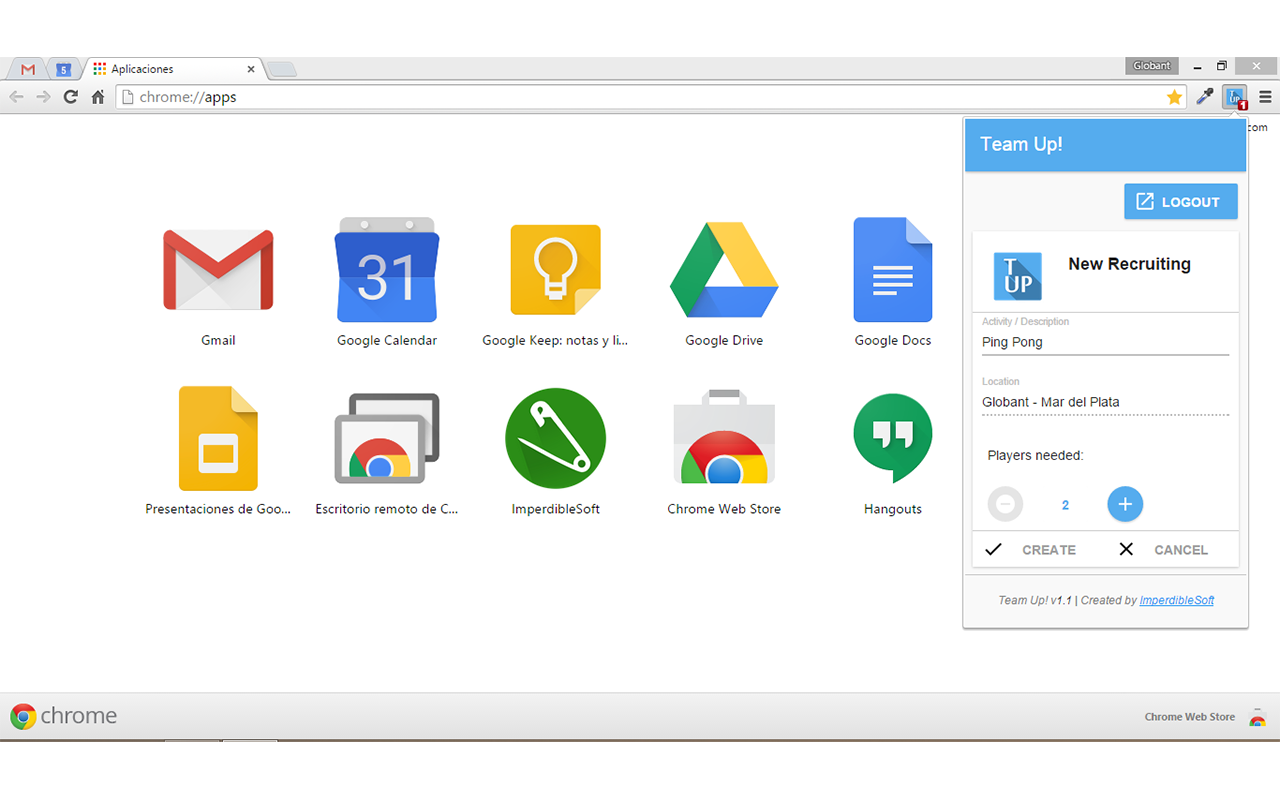 5
Aplicaciones
Globant
chrome://apps
T UP
1
com
Team Up!
LOGOUT
T
UP
New Recruiting
Activity / Description
Ping Pong
Location
Globant - Mar del Plata
Players needed:
2
CREATE
CANCEL
Team Up! v1.1 | Created by ImperdibleSoft
31
Gmail
Google Calendar
Google Keep: notas y li...
Google Drive
Google Docs
Presentaciones de Goo...
Escritorio remoto de C...
ImperdibleSoft
Chrome Web Store
Hangouts
chrome
Chrome Web Store